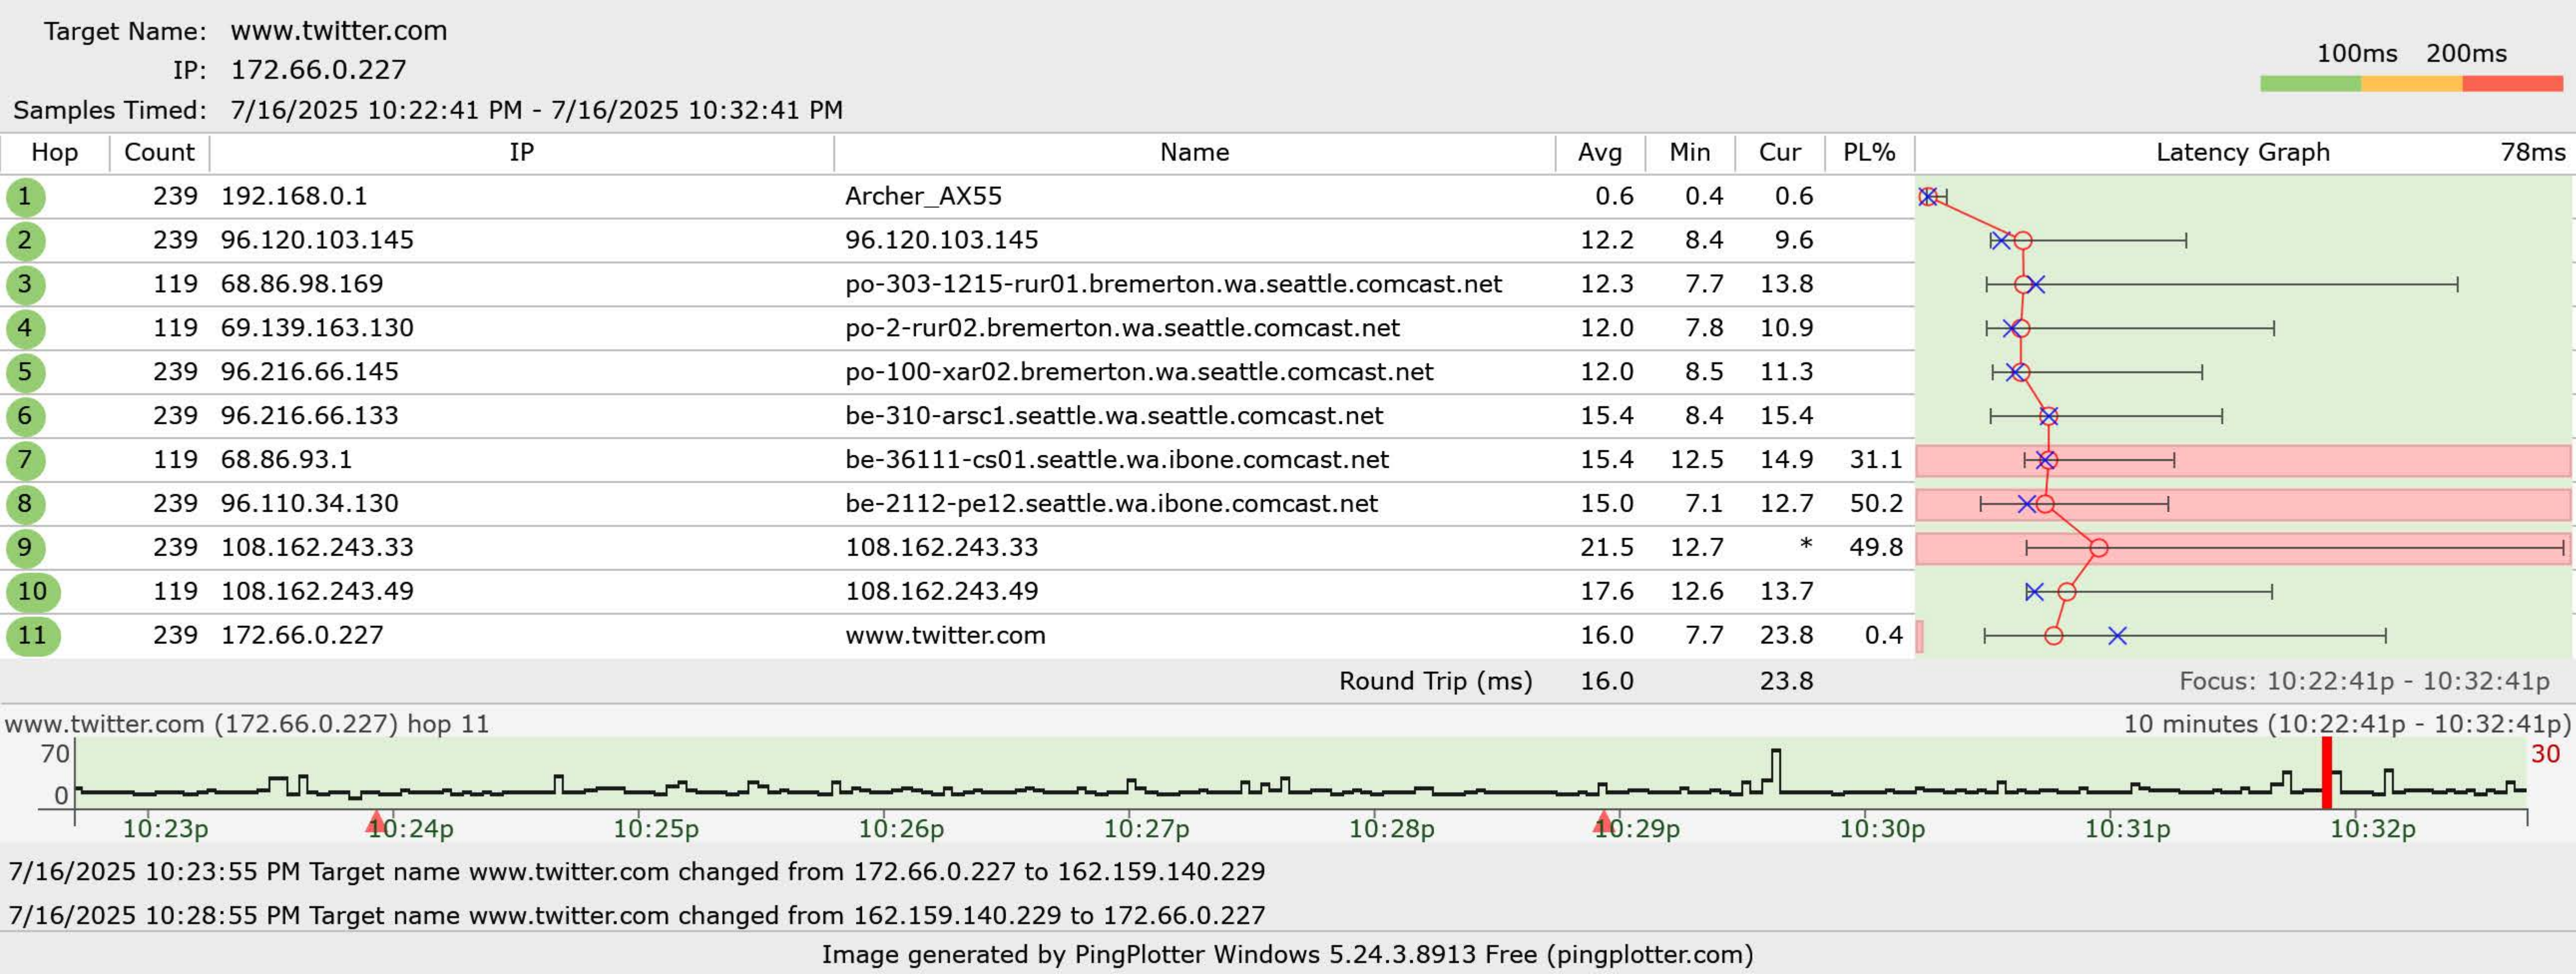 Target Name: www.twitter.com
IP: 172.66.0.227
Samples Timed: 7/16/2025 10:22:41 PM - 7/16/2025 10:32:41 PM
100ms 200ms
Hop Count IP Name Avg Min Cur PL% Latency Graph 78ms
1 239 192.168.0.1 Archer_AX55 0.6 0.4 0.6
2 239 96.120.103.145 96.120.103.145 12.2 8.4 9.6
3 119 68.86.98.169 po-303-1215-rur01.bremerton.wa.seattle.comcast.net 12.3 7.7 13.8
4 119 69.139.163.130 po-2-rur02.bremerton.wa.seattle.comcast.net 12.0 7.8 10.9
5 239 96.216.66.145 po-100-xar02.bremerton.wa.seattle.comcast.net 12.0 8.5 11.3
6 239 96.216.66.133 be-310-arsc1.seattle.wa.seattle.comcast.net 15.4 8.4 15.4
7 119 68.86.93.1 be-36111-cs01.seattle.wa.ibone.comcast.net 15.4 12.5 14.9 31.1
8 239 96.110.34.130 be-2112-pe12.seattle.wa.ibone.comcast.net 15.0 7.1 12.7 50.2
9 239 108.162.243.33 108.162.243.33 21.5 12.7 * 49.8
10 119 108.162.243.49 108.162.243.49 17.6 12.6 13.7
11 239 172.66.0.227 www.twitter.com 16.0 7.7 23.8 0.4
Round Trip (ms) 16.0 23.8 Focus: 10:22:41p - 10:32:41p
www.twitter.com (172.66.0.227) hop 11 10 minutes (10:22:41p - 10:32:41p)
70 30
0
10:23p 10:24p 10:25p 10:26p 10:27p 10:28p 10:29p 10:30p 10:31p 10:32p
7/16/2025 10:23:55 PM Target name www.twitter.com changed from 172.66.0.227 to 162.159.140.229
7/16/2025 10:28:55 PM Target name www.twitter.com changed from 162.159.140.229 to 172.66.0.227
Image generated by PingPlotter Windows 5.24.3.8913 Free (pingplotter.com)